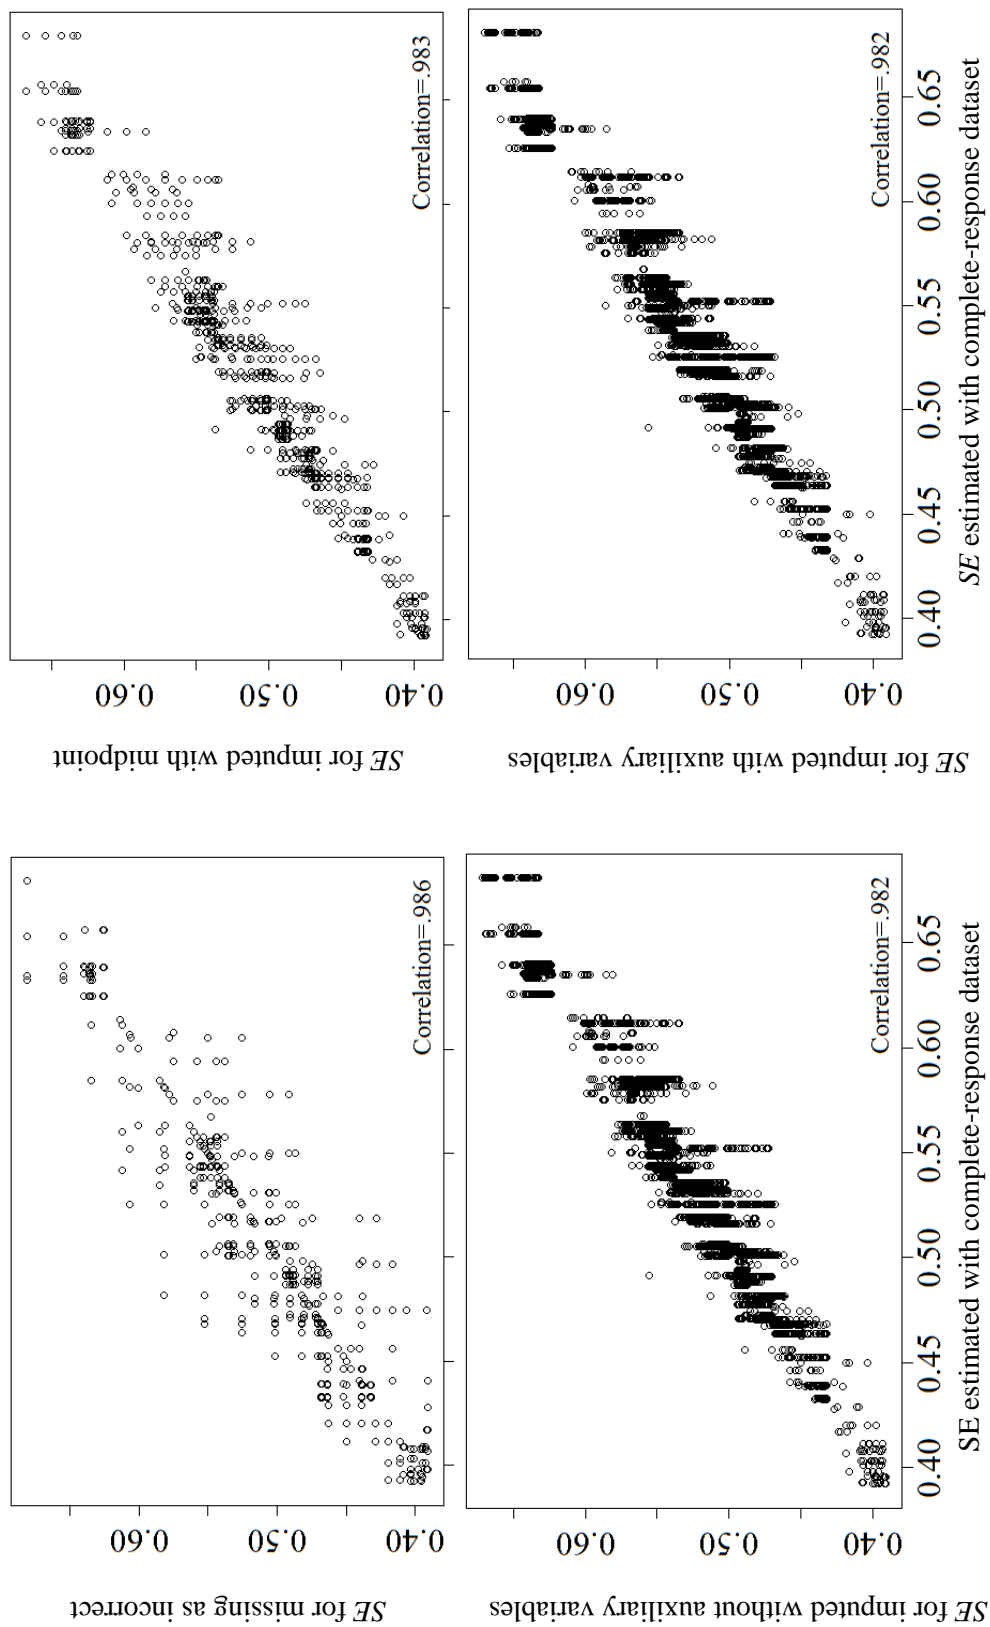 SE for missing as incorrect
0.60
0.50
0.40
Correlation=.986
SE for imputed with midpoint
0.60
0.50
0.40
Correlation=.983
SE for imputed without auxiliary variables
0.60
0.50
0.40
Correlation=.982
0.40
0.45
0.50
0.55
0.60
0.65
SE estimated with complete-response dataset
SE for imputed with auxiliary variables
0.60
0.50
0.40
Correlation=.982
0.40
0.45
0.50
0.55
0.60
0.65
SE estimated with complete-response dataset